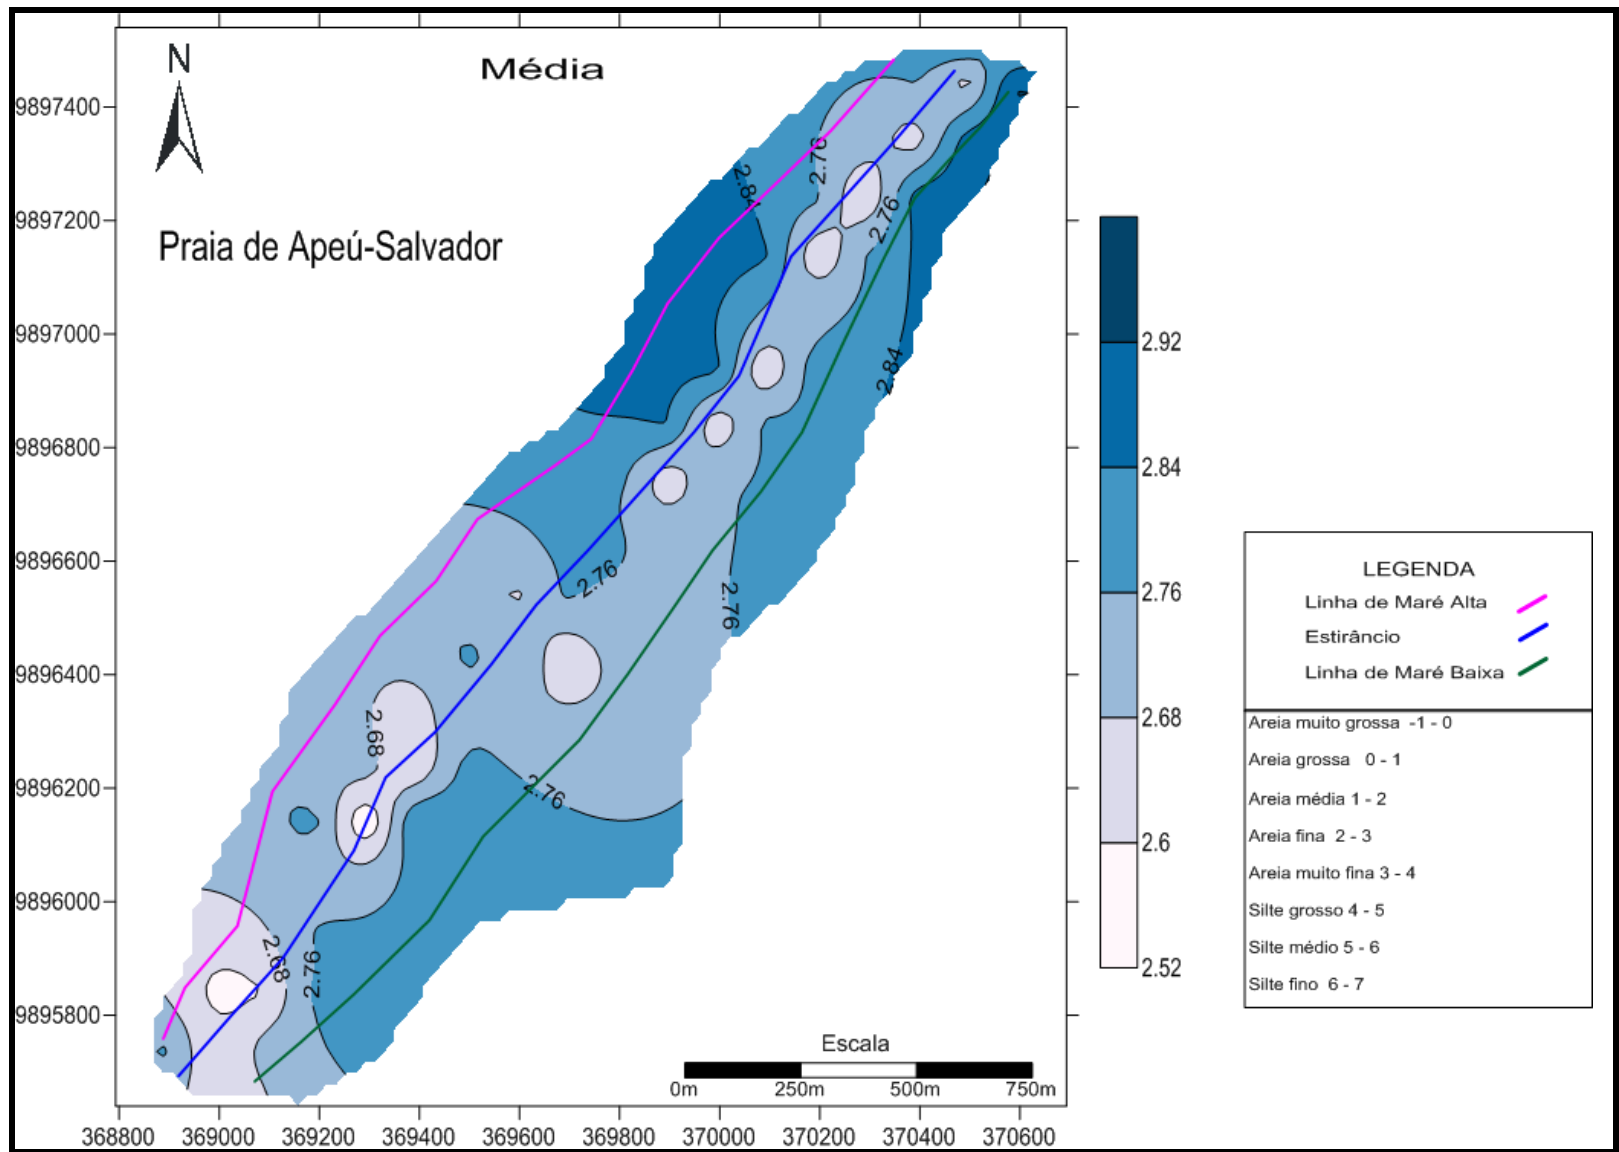 N
Média
Praia de Apeú-Salvador
9897400
9897200
9897000
9896800
9896600
9896400
9896200
9896000
9895800
368800
369000
369200
369400
369600
369800
370000
370200
370400
370600
2.84
2.76
2.76
2.84
2.76
2.76
2.68
2.76
2.68
2.76
2.92
2.84
2.76
2.68
2.6
2.52
Escala
0m 250m 500m 750m
LEGENDA
Linha de Maré Alta
Estirâncio
Linha de Maré Baixa
Areia muito grossa -1 - 0
Areia grossa 0 - 1
Areia média 1 - 2
Areia fina 2 - 3
Areia muito fina 3 - 4
Silte grosso 4 - 5
Silte médio 5 - 6
Silte fino 6 - 7